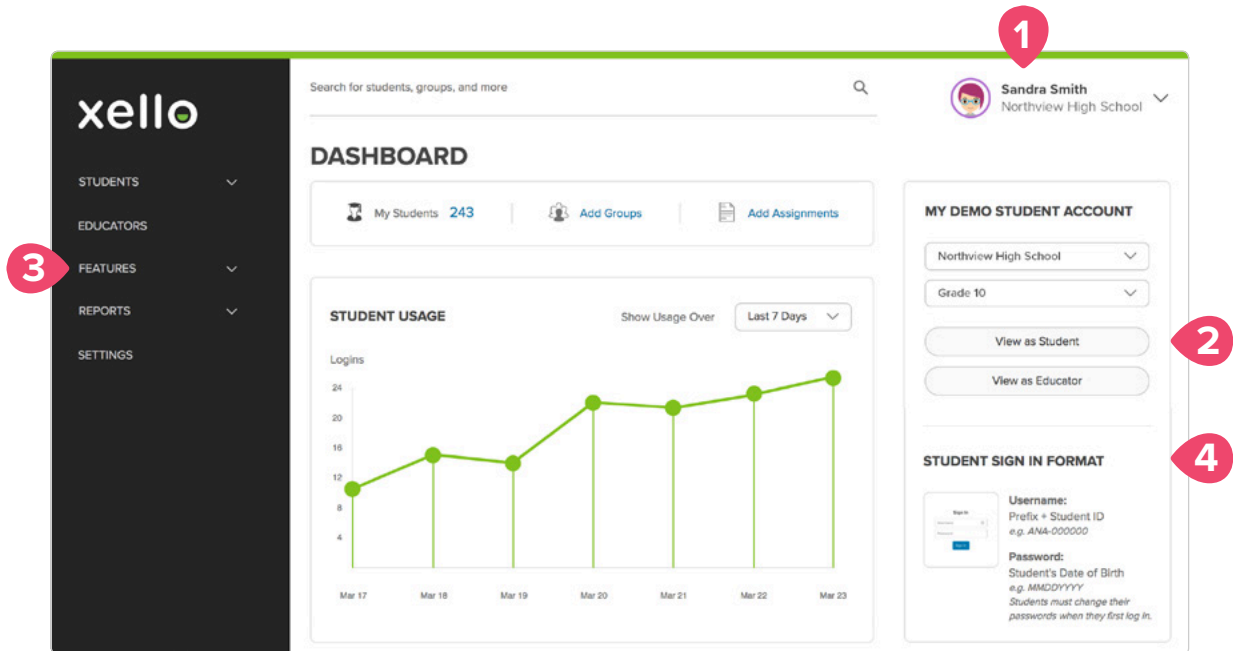 1
Search for students, groups, and more
Sandra Smith
Northview High School
xello
STUDENTS
EDUCATORS
3
FEATURES
REPORTS
SETTINGS
DASHBOARD
My Students 243
Add Groups
Add Assignments
STUDENT USAGE
Show Usage Over
Last 7 Days
Logins
24
20
16
12
8
4
Mar 17
Mar 18
Mar 19
Mar 20
Mar 21
Mar 22
Mar 23
MY DEMO STUDENT ACCOUNT
Northview High School
Grade 10
View as Student
2
View as Educator
STUDENT SIGN IN FORMAT
4
Sign In
Username:
Prefix + Student ID
e.g. ANA-000000
Password:
Student's Date of Birth
e.g. MMDDYYYY
Students must change their
passwords when they first log in.